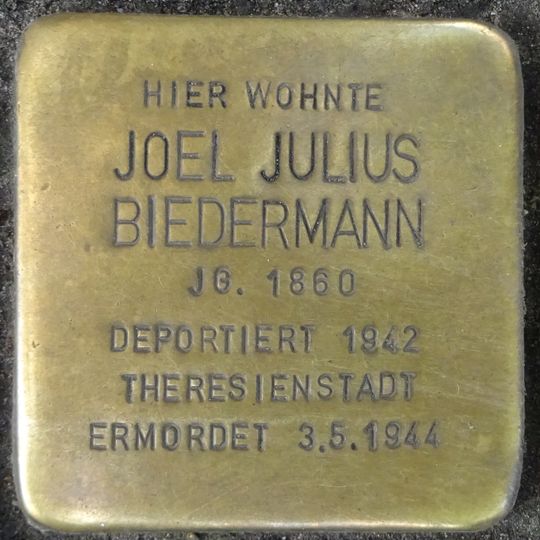 HIER WOHNTE
JOEL JULIUS
BIEDERMANN
JG. 1860
DEPORTIERT 1942
THERESIENSTADT
ERMORDET 3.5.1944